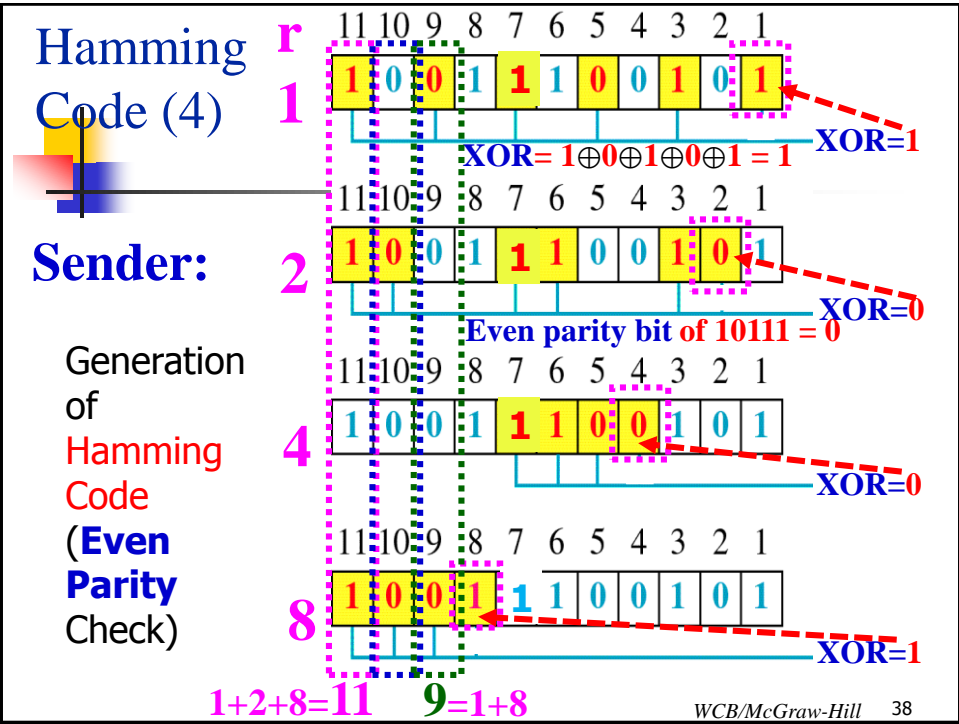 Hamming
Code (4)
r
11 10 9 8 7 6 5 4 3 2 1
1
1 0 0 1 1 1 0 0 1 0 1
XOR=1
XOR= 1⊕0⊕1⊕0⊕1 = 1
11 10 9 8 7 6 5 4 3 2 1
Sender:
2
1 0 0 1 1 1 0 0 1 0 1
XOR=0
Even parity bit of 10111 = 0
Generation
of
Hamming
Code
(Even
Parity
Check)
11 10 9 8 7 6 5 4 3 2 1
4
1 0 0 1 1 1 0 0 1 0 1
XOR=0
11 10 9 8 7 6 5 4 3 2 1
8
1 0 0 1 1 1 0 0 1 0 1
XOR=1
1+2+8=11
9=1+8
WCB/McGraw-Hill 38